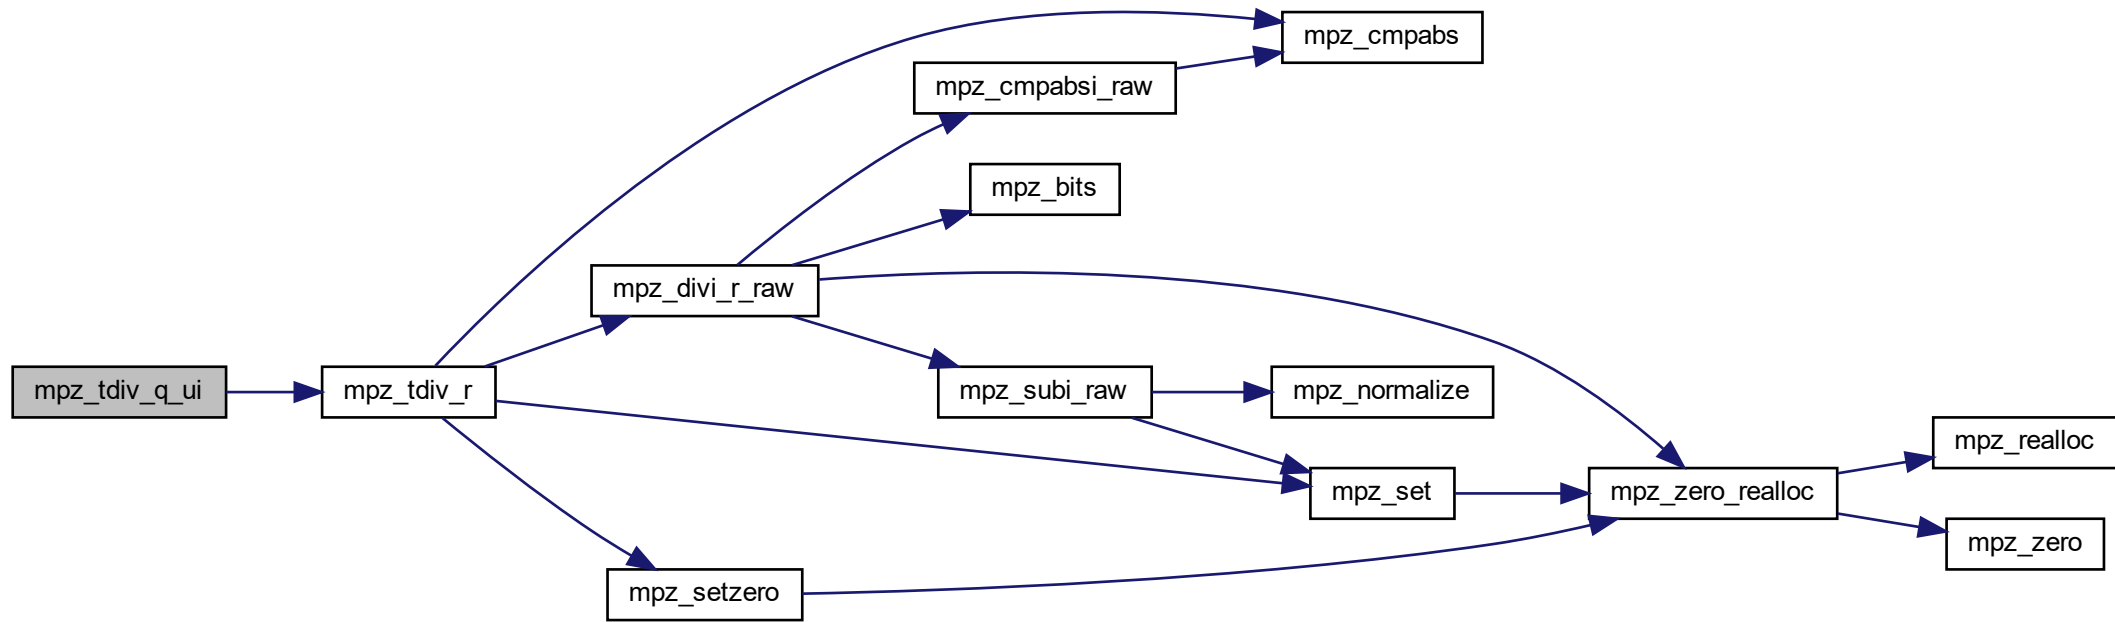 mpz_cmpabs
mpz_cmpabsi_raw
mpz_bits
mpz_divi_r_raw
mpz_tdiv_q_ui
mpz_tdiv_r
mpz_subi_raw
mpz_normalize
mpz_realloc
mpz_set
mpz_zero_realloc
mpz_zero
mpz_setzero